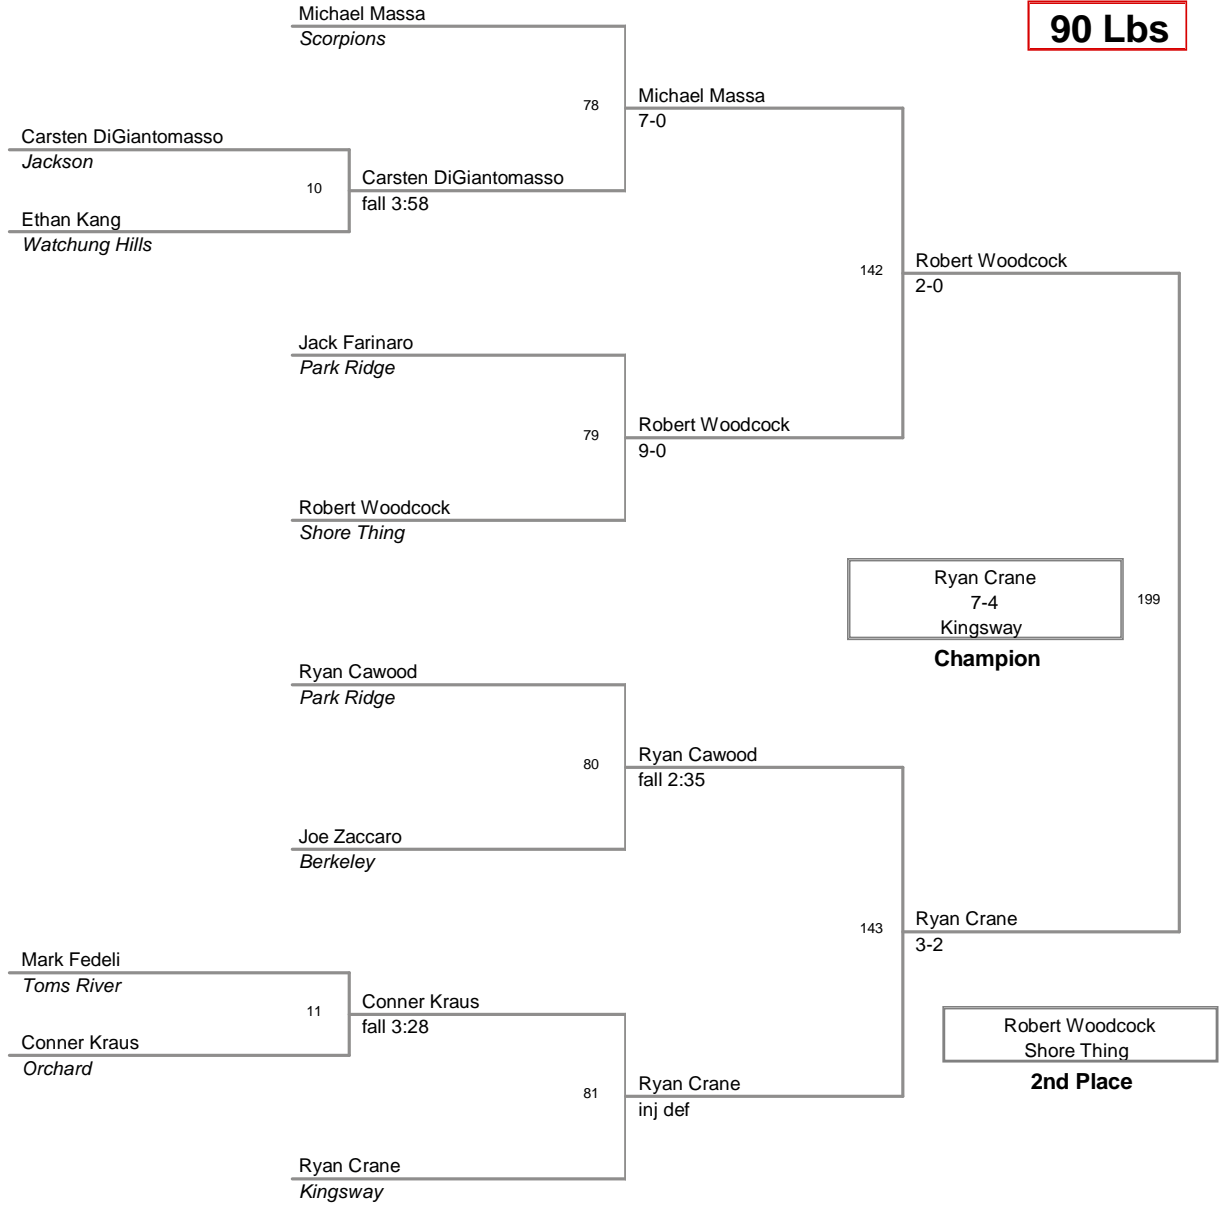 Michael Massa
Scorpions
90 Lbs
78
Michael Massa
7-0
Carsten DiGiantomasso
Jackson
10
Carsten DiGiantomasso
fall 3:58
Ethan Kang
Watchung Hills
142
Robert Woodcock
2-0
Jack Farinaro
Park Ridge
79
Robert Woodcock
9-0
Robert Woodcock
Shore Thing
Ryan Crane
7-4
Kingsway
199
Champion
Ryan Cawood
Park Ridge
80
Ryan Cawood
fall 2:35
Joe Zaccaro
Berkeley
143
Ryan Crane
3-2
Mark Fedeli
Toms River
11
Conner Kraus
fall 3:28
Conner Kraus
Orchard
Robert Woodcock
Shore Thing
2nd Place
81
Ryan Crane
inj def
Ryan Crane
Kingsway